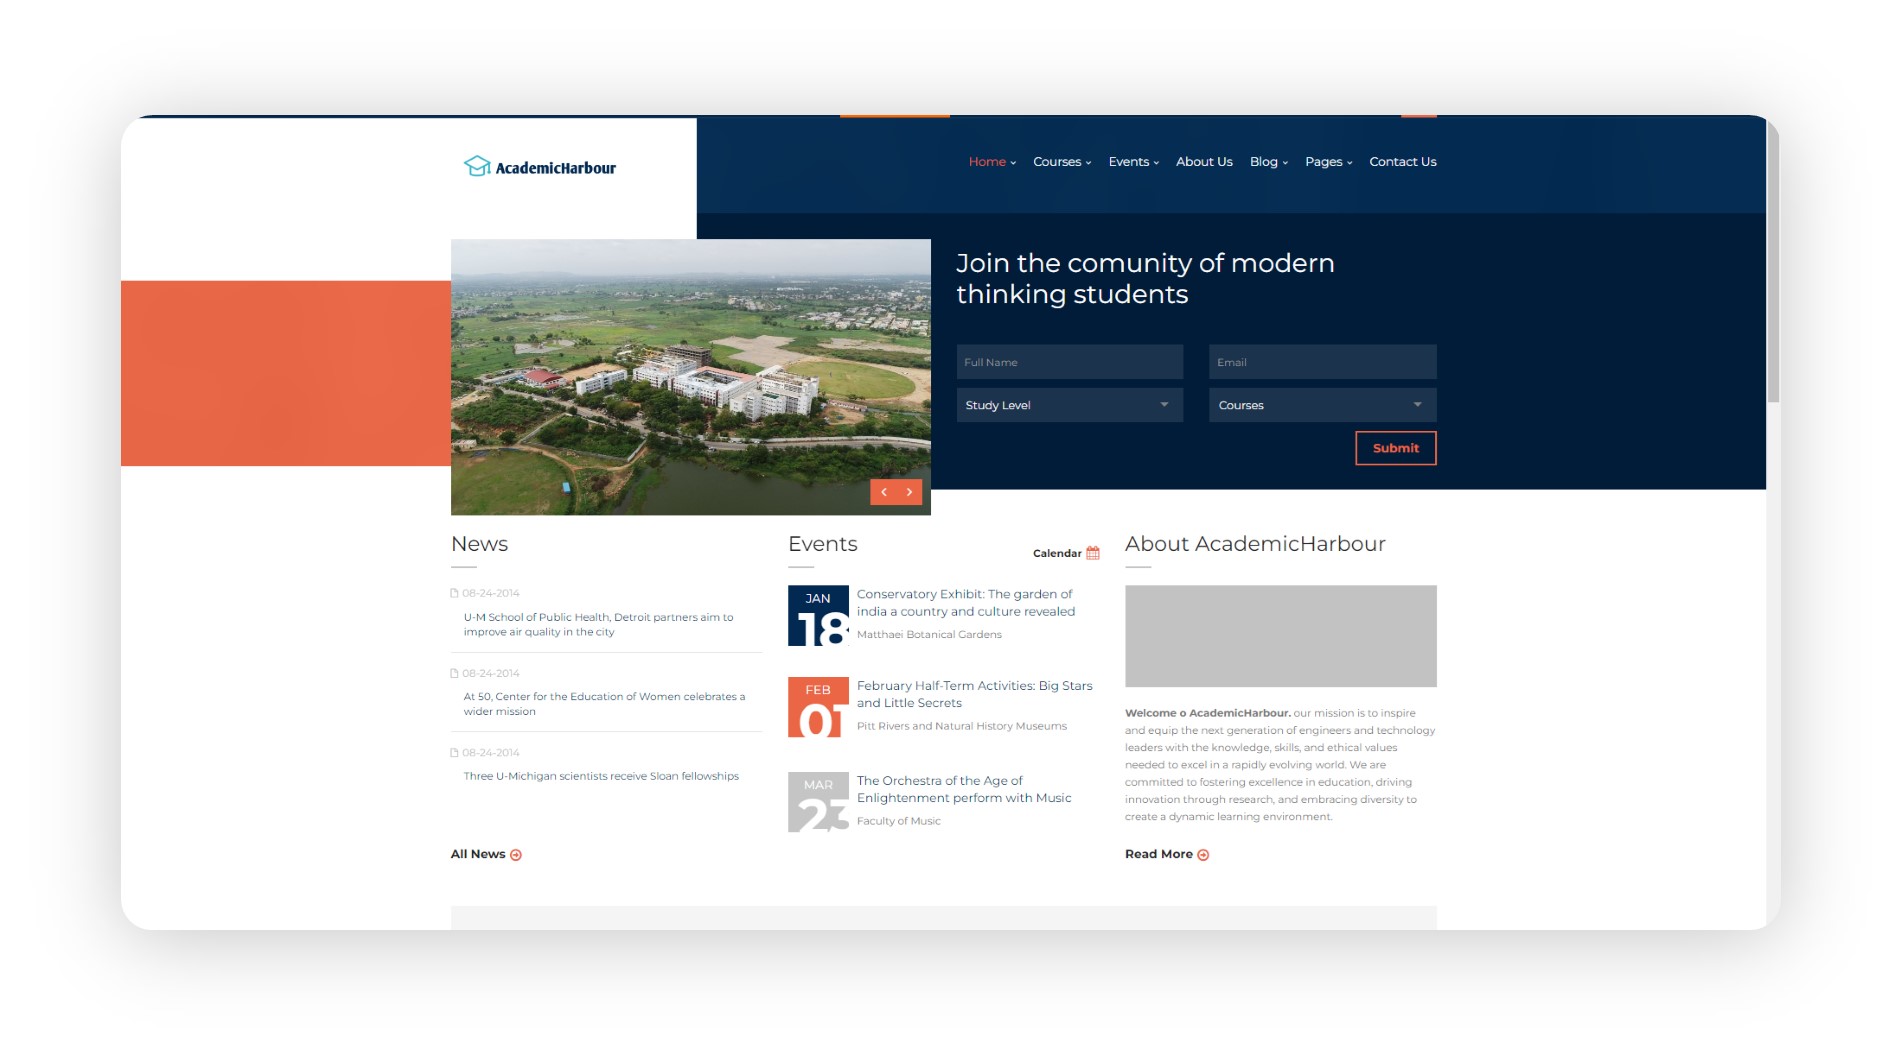 AcademicHarbour
Home Courses Events About Us Blog Pages Contact Us
Join the comunity of modern
thinking students
Full Name
Email
Study Level
Courses
Submit
News
08-24-2014
U-M School of Public Health, Detroit partners aim to
improve air quality in the city
08-24-2014
At 50, Center for the Education of Women celebrates a
wider mission
08-24-2014
Three U-Michigan scientists receive Sloan fellowships
All News
Events
Calendar
JAN
18
Conservatory Exhibit: The garden of
india a country and culture revealed
Matthaei Botanical Gardens
FEB
01
February Half-Term Activities: Big Stars
and Little Secrets
Pitt Rivers and Natural History Museums
MAR
23
The Orchestra of the Age of
Enlightenment perform with Music
Faculty of Music
About AcademicHarbour
Welcome o AcademicHarbour. our mission is to inspire
and equip the next generation of engineers and technology
leaders with the knowledge, skills, and ethical values
needed to excel in a rapidly evolving world. We are
committed to fostering excellence in education, driving
innovation through research, and embracing diversity to
create a dynamic learning environment.
Read More